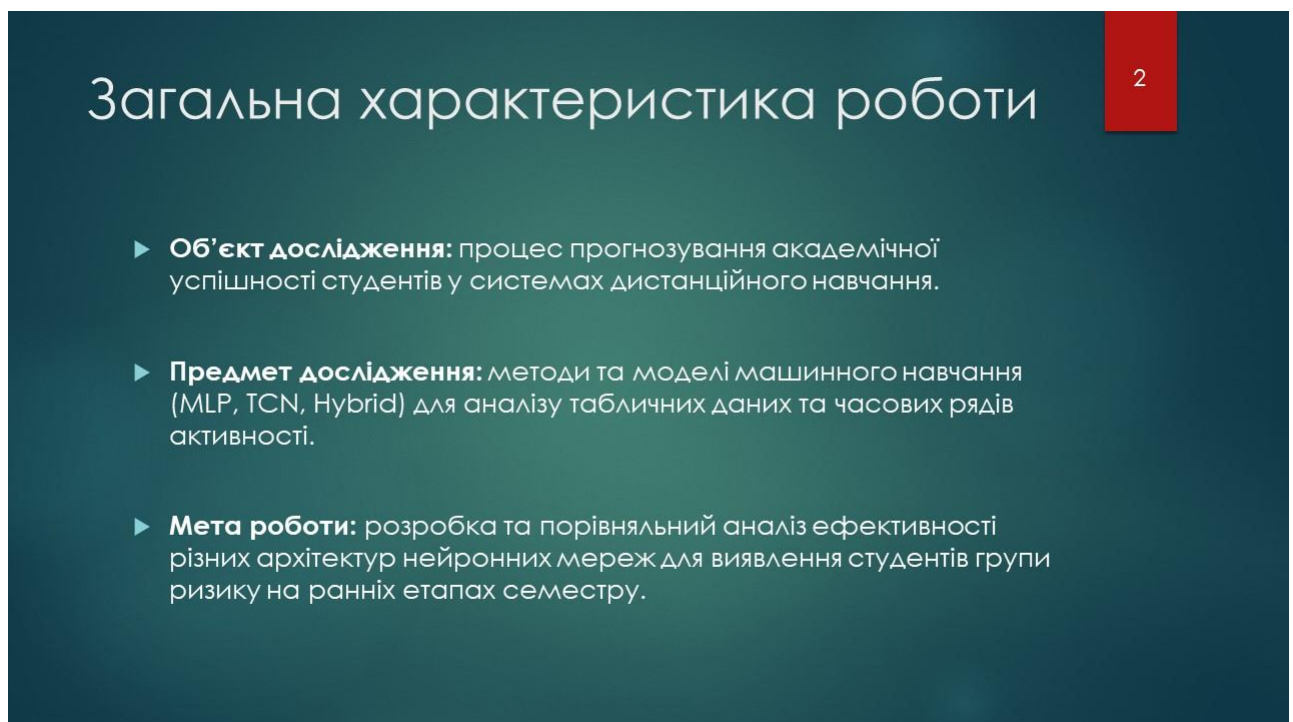 Загальна характеристика роботи
2
Об’єкт дослідження: процес прогнозування академічної
успішності студентів у системах дистанційного навчання.
Предмет дослідження: методи та моделі машинного навчання
(MLP, TCN, Hybrid) для аналізу табличних даних та часових рядів
активності.
Мета роботи: розробка та порівняльний аналіз ефективності
різних архітектур нейронних мереж для виявлення студентів групи
ризику на ранніх етапах семестру.